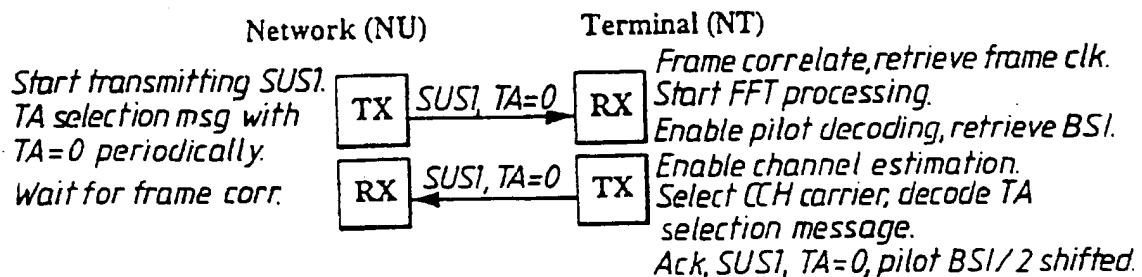 Network (NU)
Terminal (NT)
Start transmitting SUS1.
TA selection msg with
TA=0 periodically.
Wait for frame corr.
TX
SUS1, TA=0
RX
RX
SUS1, TA=0
TX
Frame correlate, retrieve frame clk.
Start FFT processing.
Enable pilot decoding, retrieve BSI.
Enable channel estimation.
Select CCH carrier, decode TA
selection message.
Ack, SUS1, TA=0, pilot BSI/2 shifted.